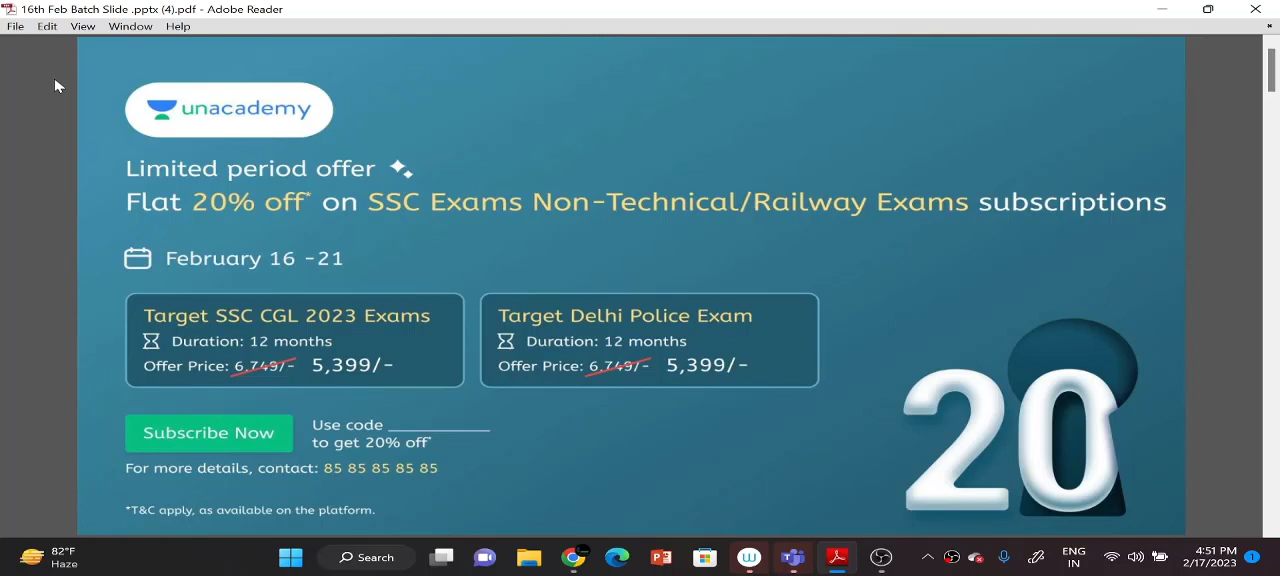 16th Feb Batch Slide .pptx (4).pdf - Adobe Reader
File Edit View Window Help
unacademy
Limited period offer
Flat 20% off* on SSC Exams Non-Technical/Railway Exams subscriptions
February 16 -21
Target SSC CGL 2023 Exams
Duration: 12 months
Offer Price: 6,749/- 5,399/-
Target Delhi Police Exam
Duration: 12 months
Offer Price: 6,749/- 5,399/-
Subscribe Now
Use code ____________
to get 20% off*
For more details, contact: 85 85 85 85 85
*T&C apply, as available on the platform.
20
82°F
Haze
Search
ENG
IN
4:51 PM
2/17/2023
1